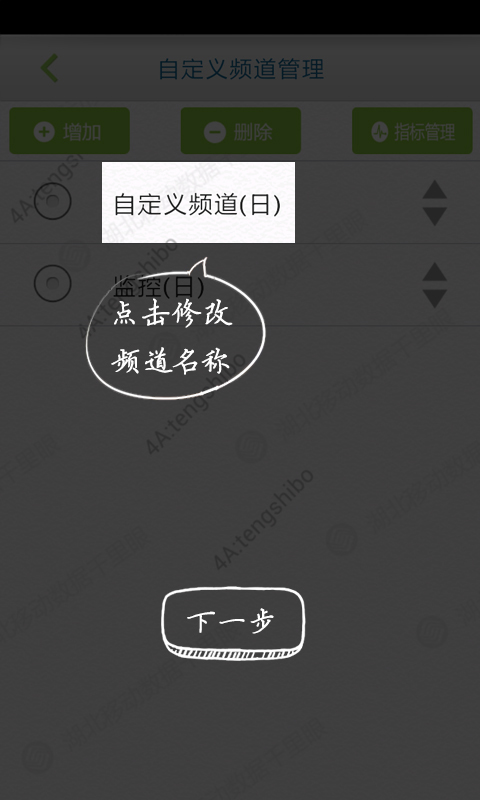 自定义频道管理
增加
删除
指标管理
自定义频道(日)
监控(日)
点击修改
频道名称
下一步
4A:tengshibo
4A:tengshibo
4A:tengshibo
4A:tengshibo